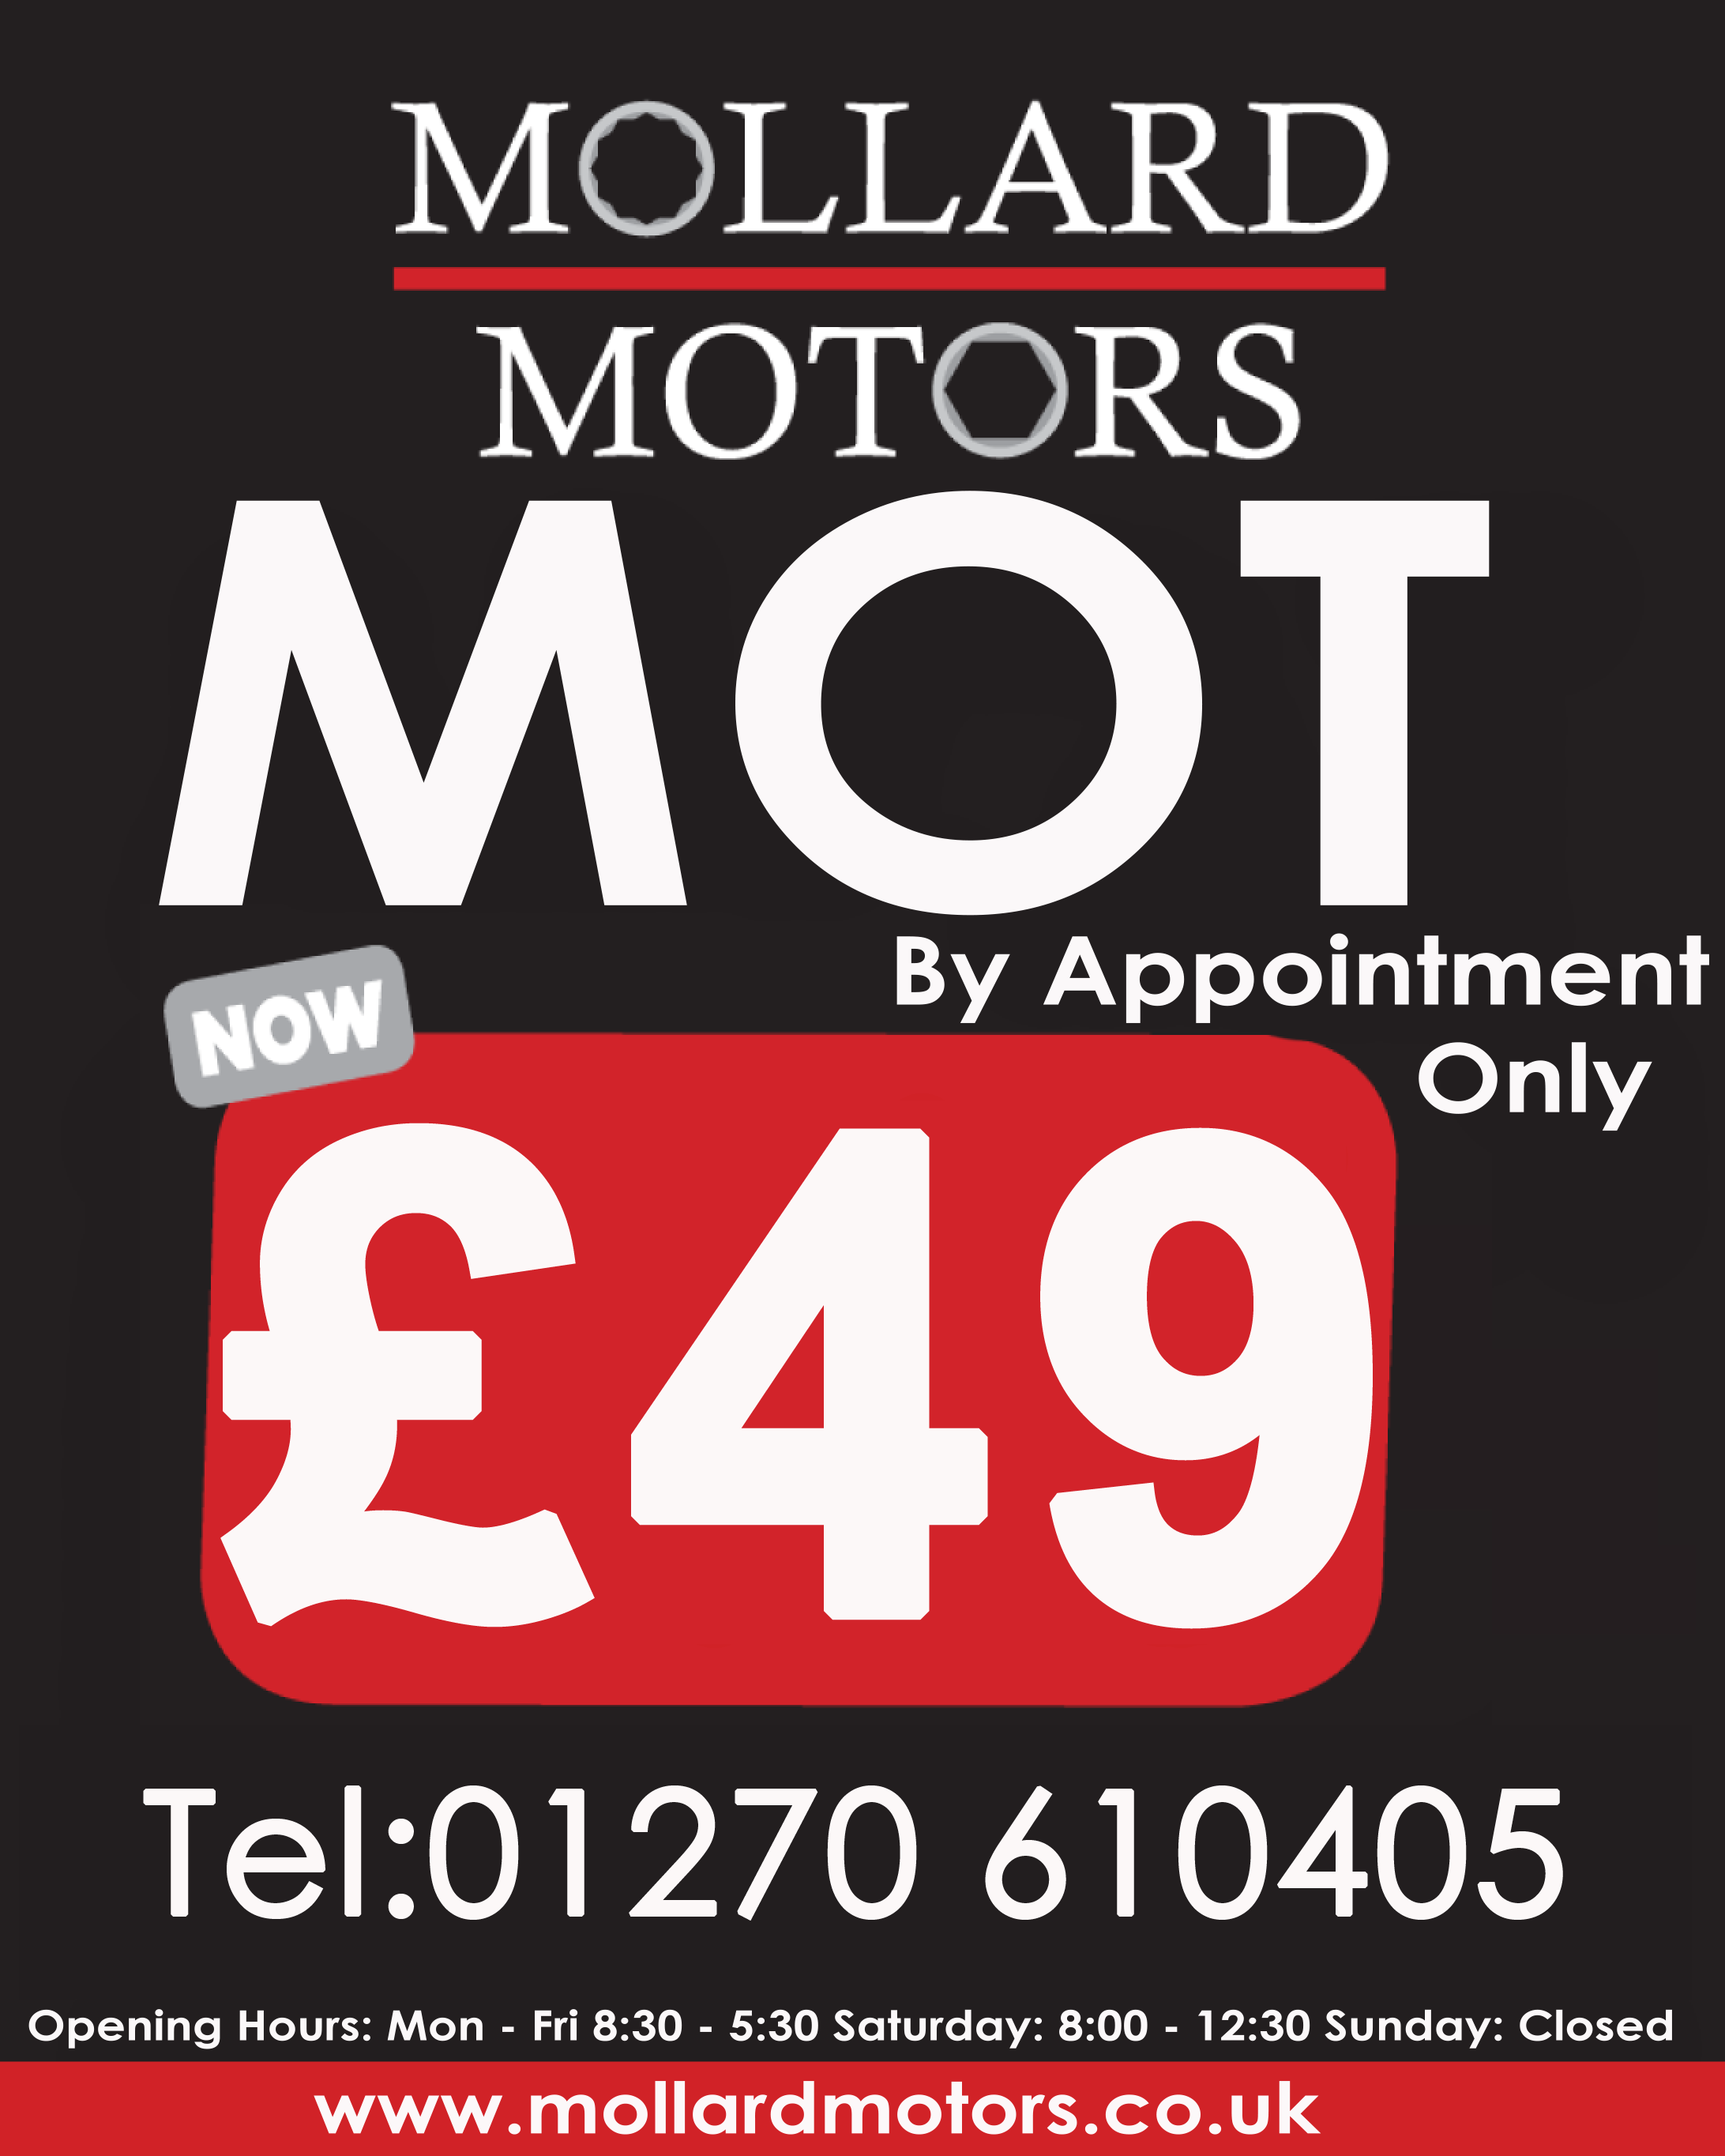 MOLLARD
MOTORS
MOT
By Appointment
Only
NOW
£49
Tel:01270 610405
Opening Hours: Mon - Fri 8:30 - 5:30 Saturday: 8:00 - 12:30 Sunday: Closed
www.mollardmotors.co.uk